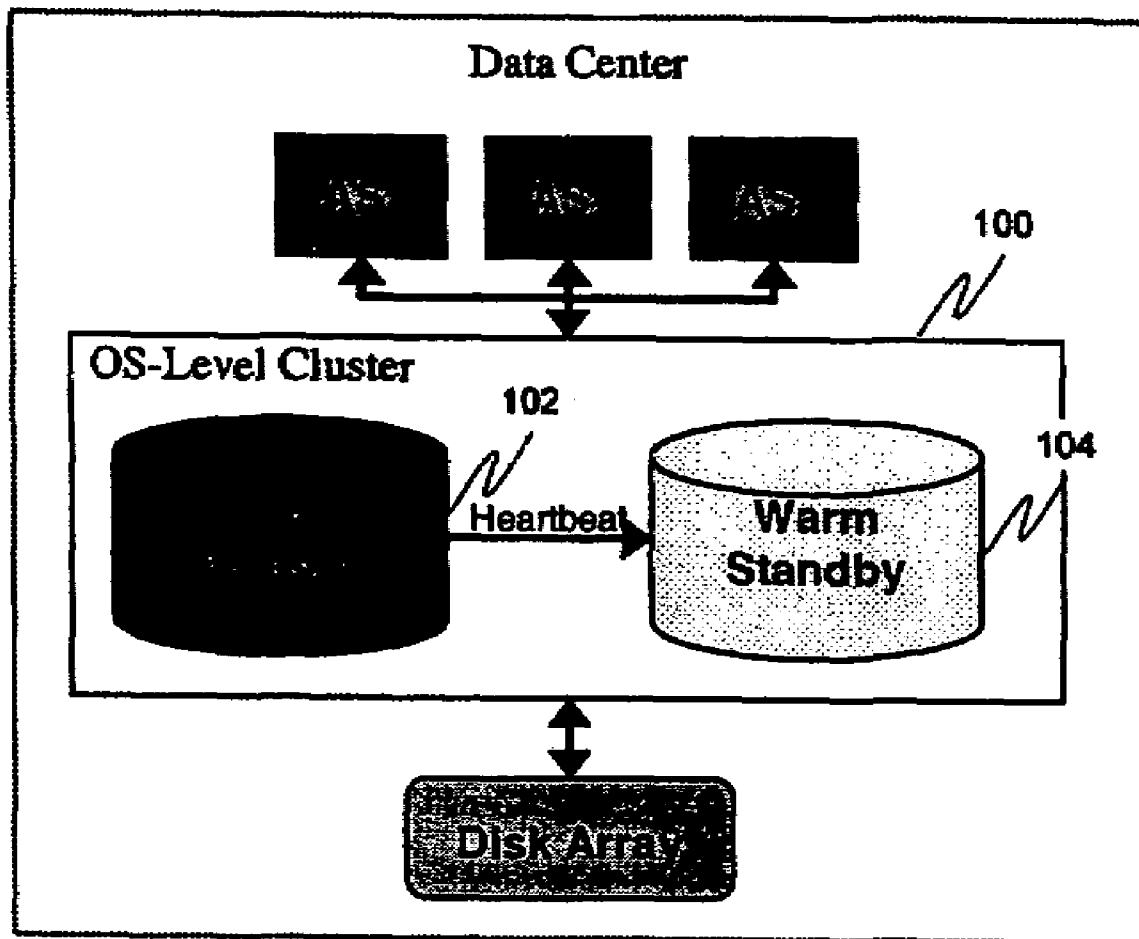 Data Center
100
OS-Level Cluster
102
104
Heartbeat
Warm
Standby
Disk Array